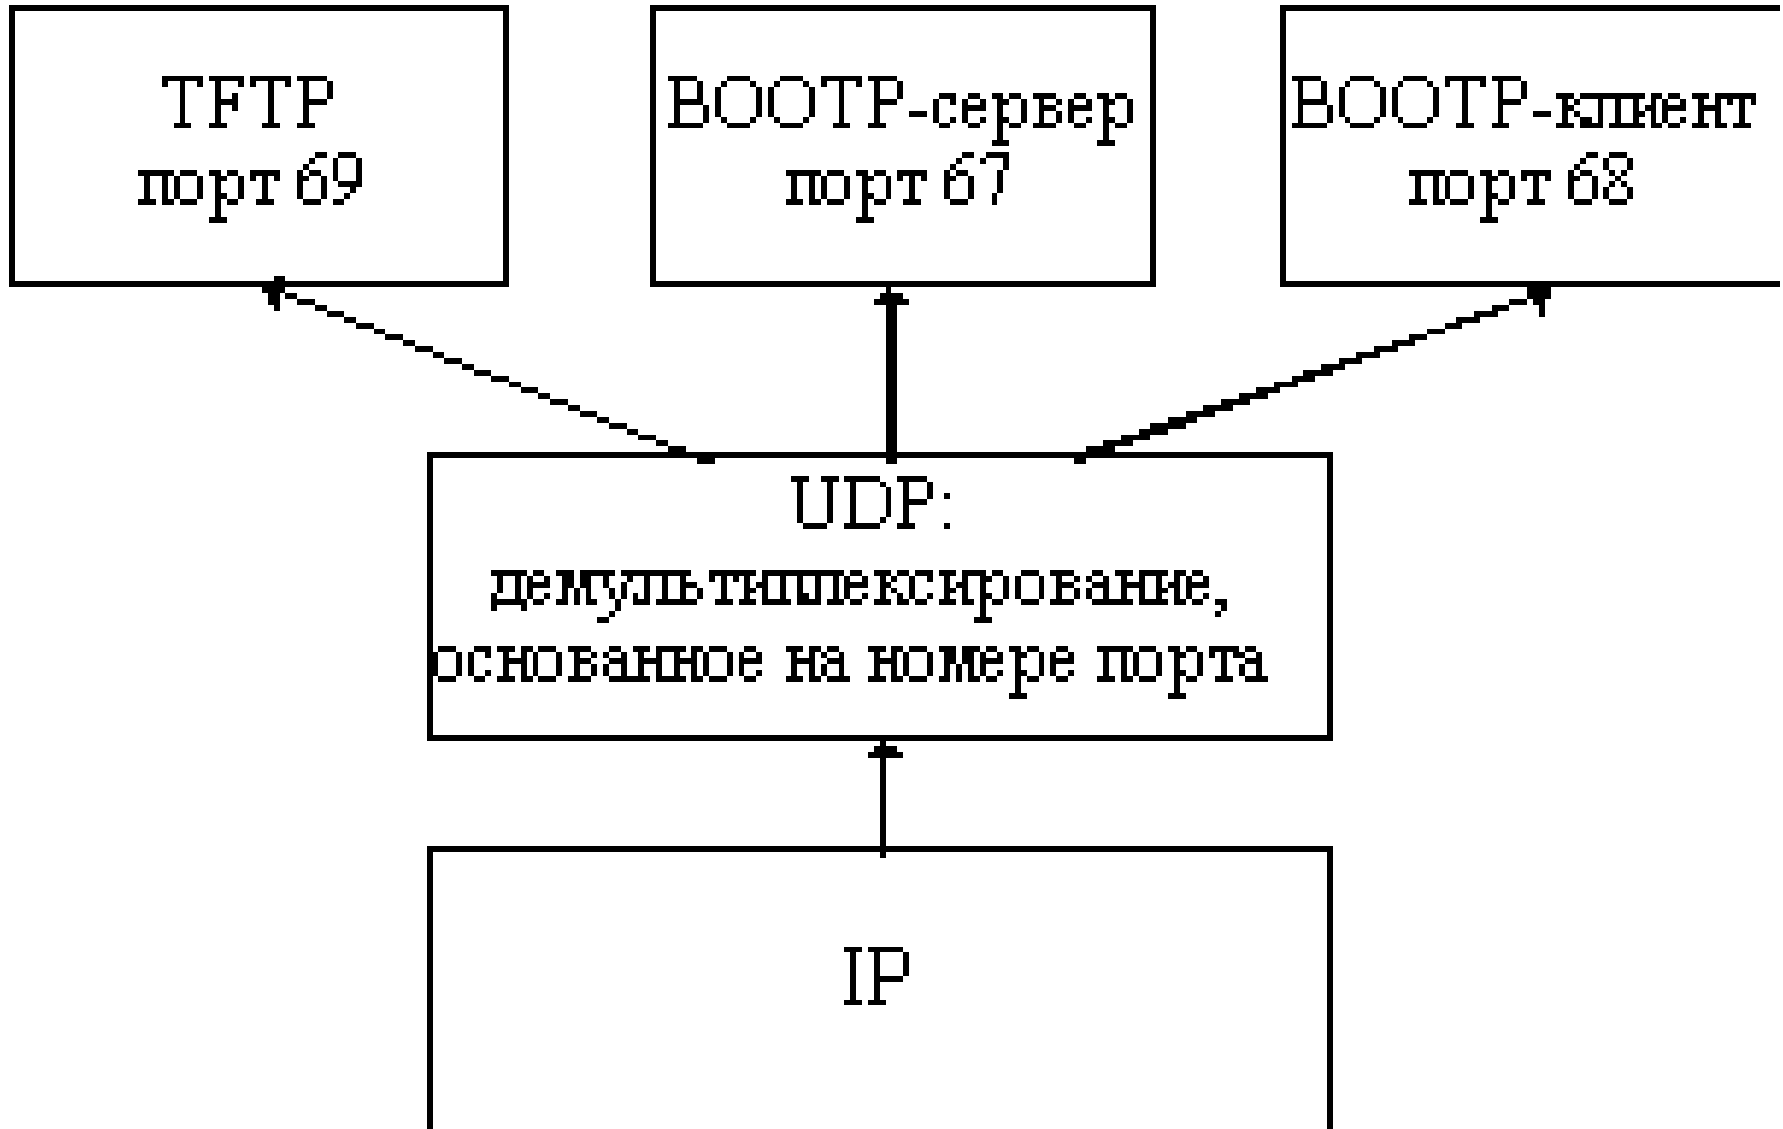 TFTP
порт 69
BOOTP-сервер
порт 67
BOOTP-клиент
порт 68
UDP:
демультиплексирование,
основанное на номере порта
IP